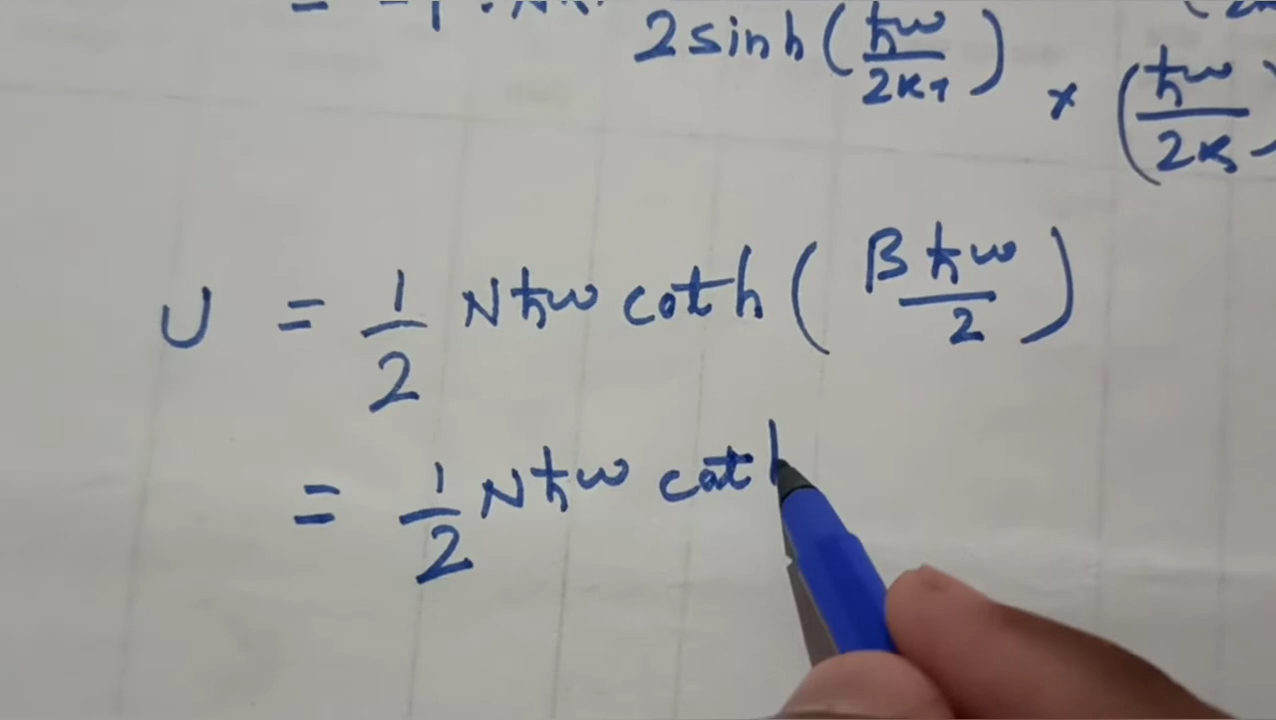 2sinh(ħω/2KT) × (ħω/2K
U = 1/2 Nħω coth(βħω/2)
= 1/2 Nħω coth